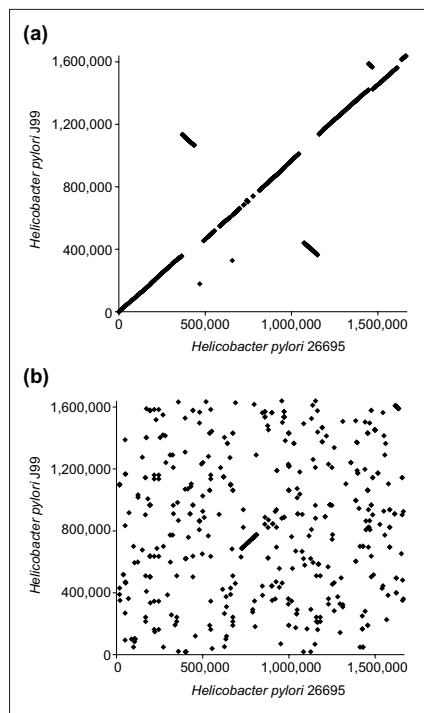 (a)
1,600,000
1,200,000
800,000
400,000
0
Helicobacter pylori J99
0 500,000 1,000,000 1,500,000
Helicobacter pylori 26695
(b)
1,600,000
1,200,000
800,000
400,000
0
Helicobacter pylori J99
0 500,000 1,000,000 1,500,000
Helicobacter pylori 26695